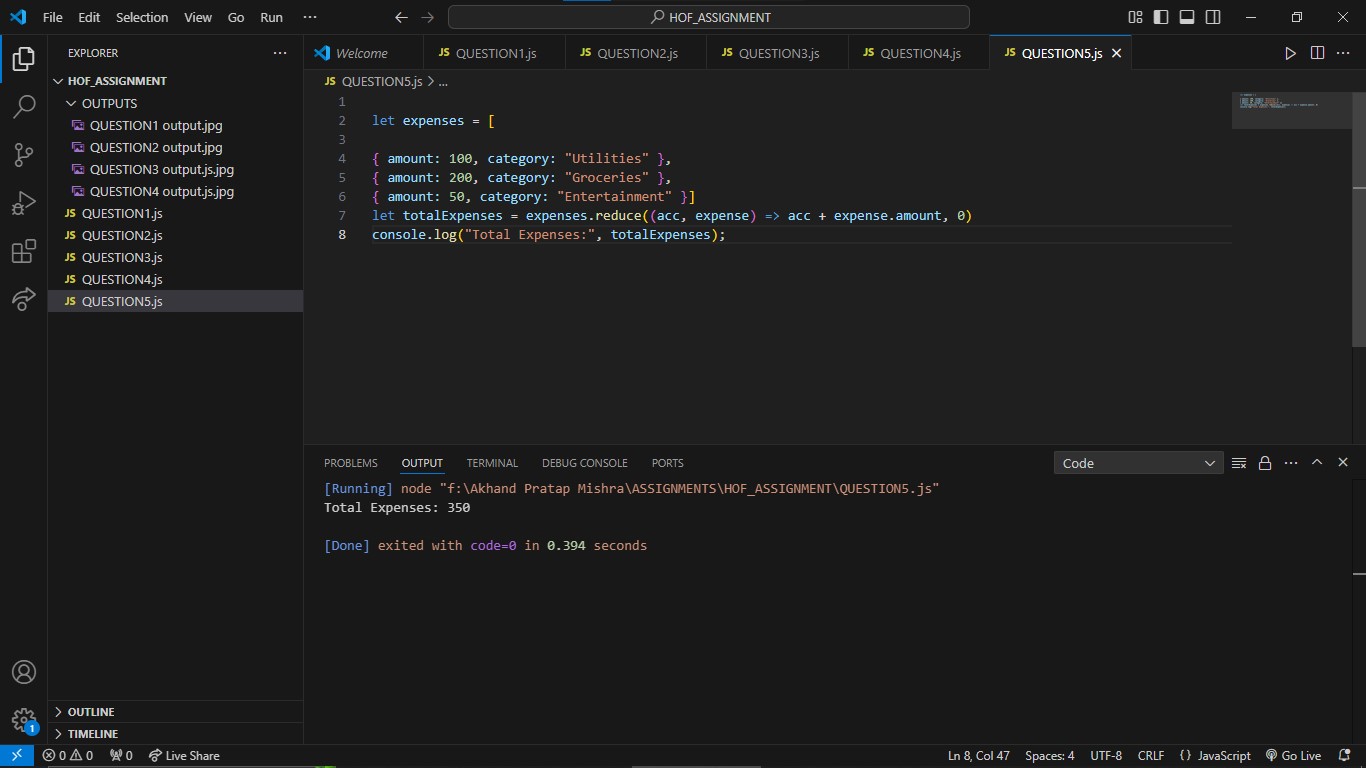 File Edit Selection View Go Run ··· HOF_ASSIGNMENT
EXPLORER ···
HOF_ASSIGNMENT
OUTPUTS
QUESTION1 output.jpg
QUESTION2 output.jpg
QUESTION3 output.js.jpg
QUESTION4 output.js.jpg
JS QUESTION1.js
JS QUESTION2.js
JS QUESTION3.js
JS QUESTION4.js
JS QUESTION5.js
OUTLINE
TIMELINE
Welcome JS QUESTION1.js JS QUESTION2.js JS QUESTION3.js JS QUESTION4.js JS QUESTION5.js
JS QUESTION5.js > ...
1
2 let expenses = [
3
4 { amount: 100, category: "Utilities" },
5 { amount: 200, category: "Groceries" },
6 { amount: 50, category: "Entertainment" }]
7 let totalExpenses = expenses.reduce((acc, expense) => acc + expense.amount, 0)
8 console.log("Total Expenses:", totalExpenses);
PROBLEMS OUTPUT TERMINAL DEBUG CONSOLE PORTS Code
[Running] node "f:\Akhand Pratap Mishra\ASSIGNMENTS\HOF_ASSIGNMENT\QUESTION5.js"
Total Expenses: 350
[Done] exited with code=0 in 0.394 seconds
1
0 0 0 Live Share Ln 8, Col 47 Spaces: 4 UTF-8 CRLF {} JavaScript Go Live